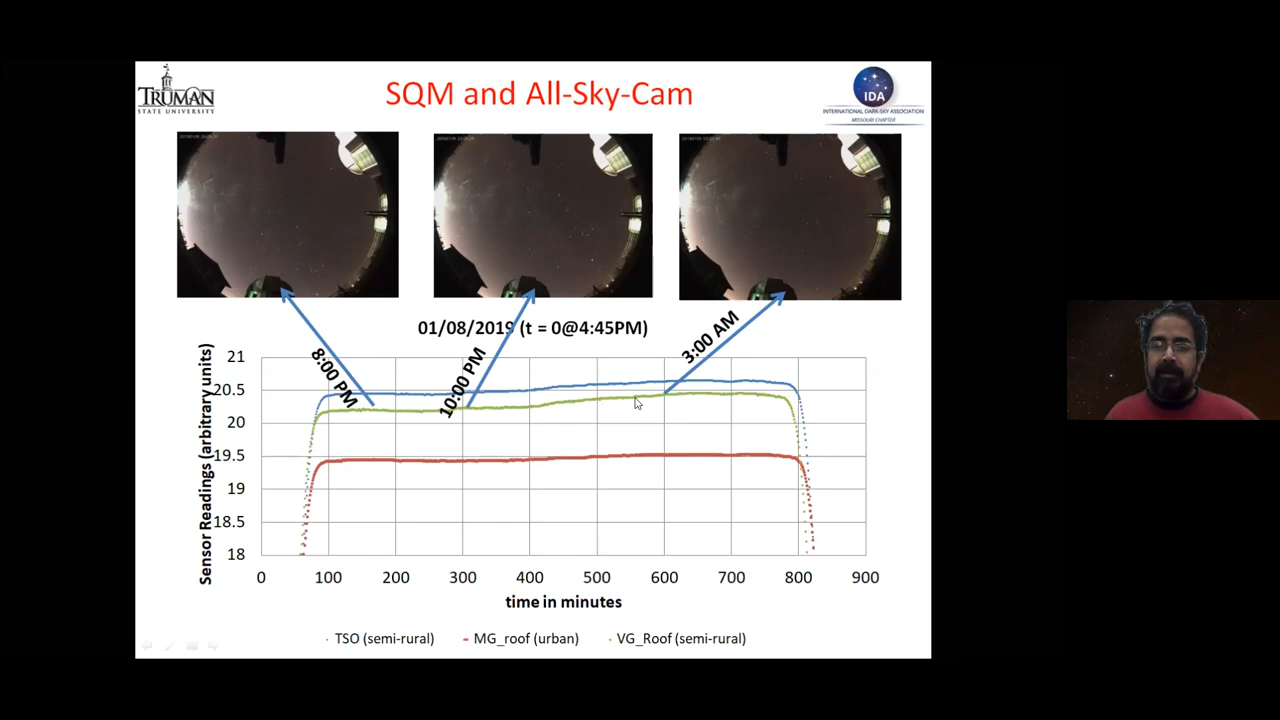 TRUMAN
STATE UNIVERSITY
SQM and All-Sky-Cam
IDA
INTERNATIONAL DARK-SKY ASSOCIATION
MISSOURI CHAPTER
01/08/2019 (t = 0@4:45PM)
8:00 PM
10:00 PM
3:00 AM
Sensor Readings (arbitrary units)
21
20.5
20
19.5
19
18.5
18
0 100 200 300 400 500 600 700 800 900
time in minutes
TSO (semi-rural) MG_roof (urban) VG_Roof (semi-rural)